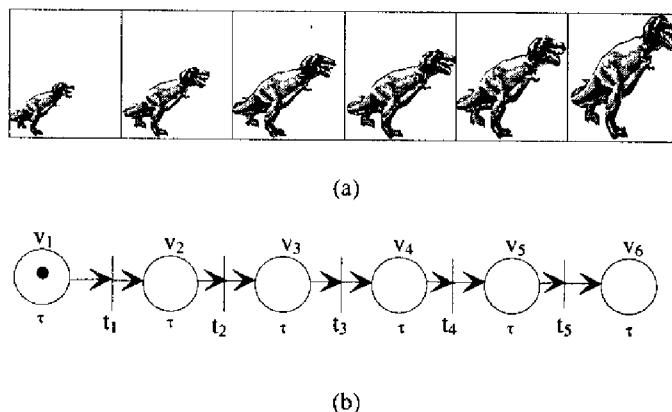 (a)
v₁ v₂ v₃ v₄ v₅ v₆
τ t₁ τ t₂ τ t₃ τ t₄ τ t₅ τ
(b)